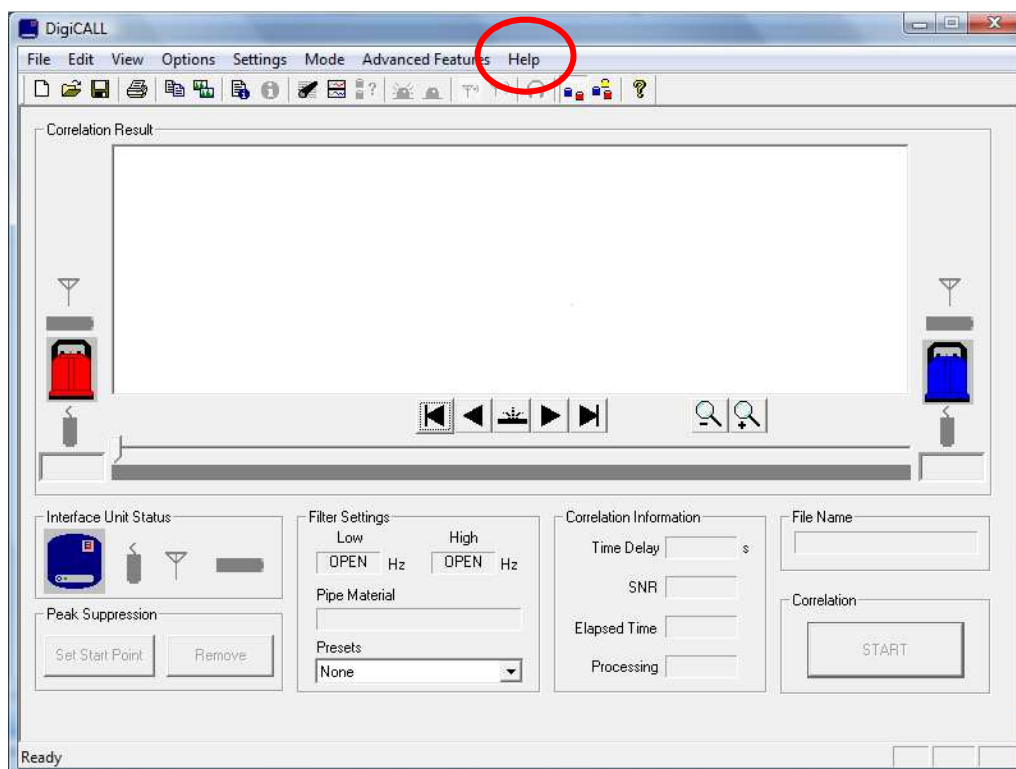 DigiCALL
File Edit View Options Settings Mode Advanced Features Help
Correlation Result
Interface Unit Status
Peak Suppression
Set Start Point Remove
Filter Settings
Low High
OPEN Hz OPEN Hz
Pipe Material
Presets
None
Correlation Information
Time Delay s
SNR
Elapsed Time
Processing
File Name
Correlation
START
Ready